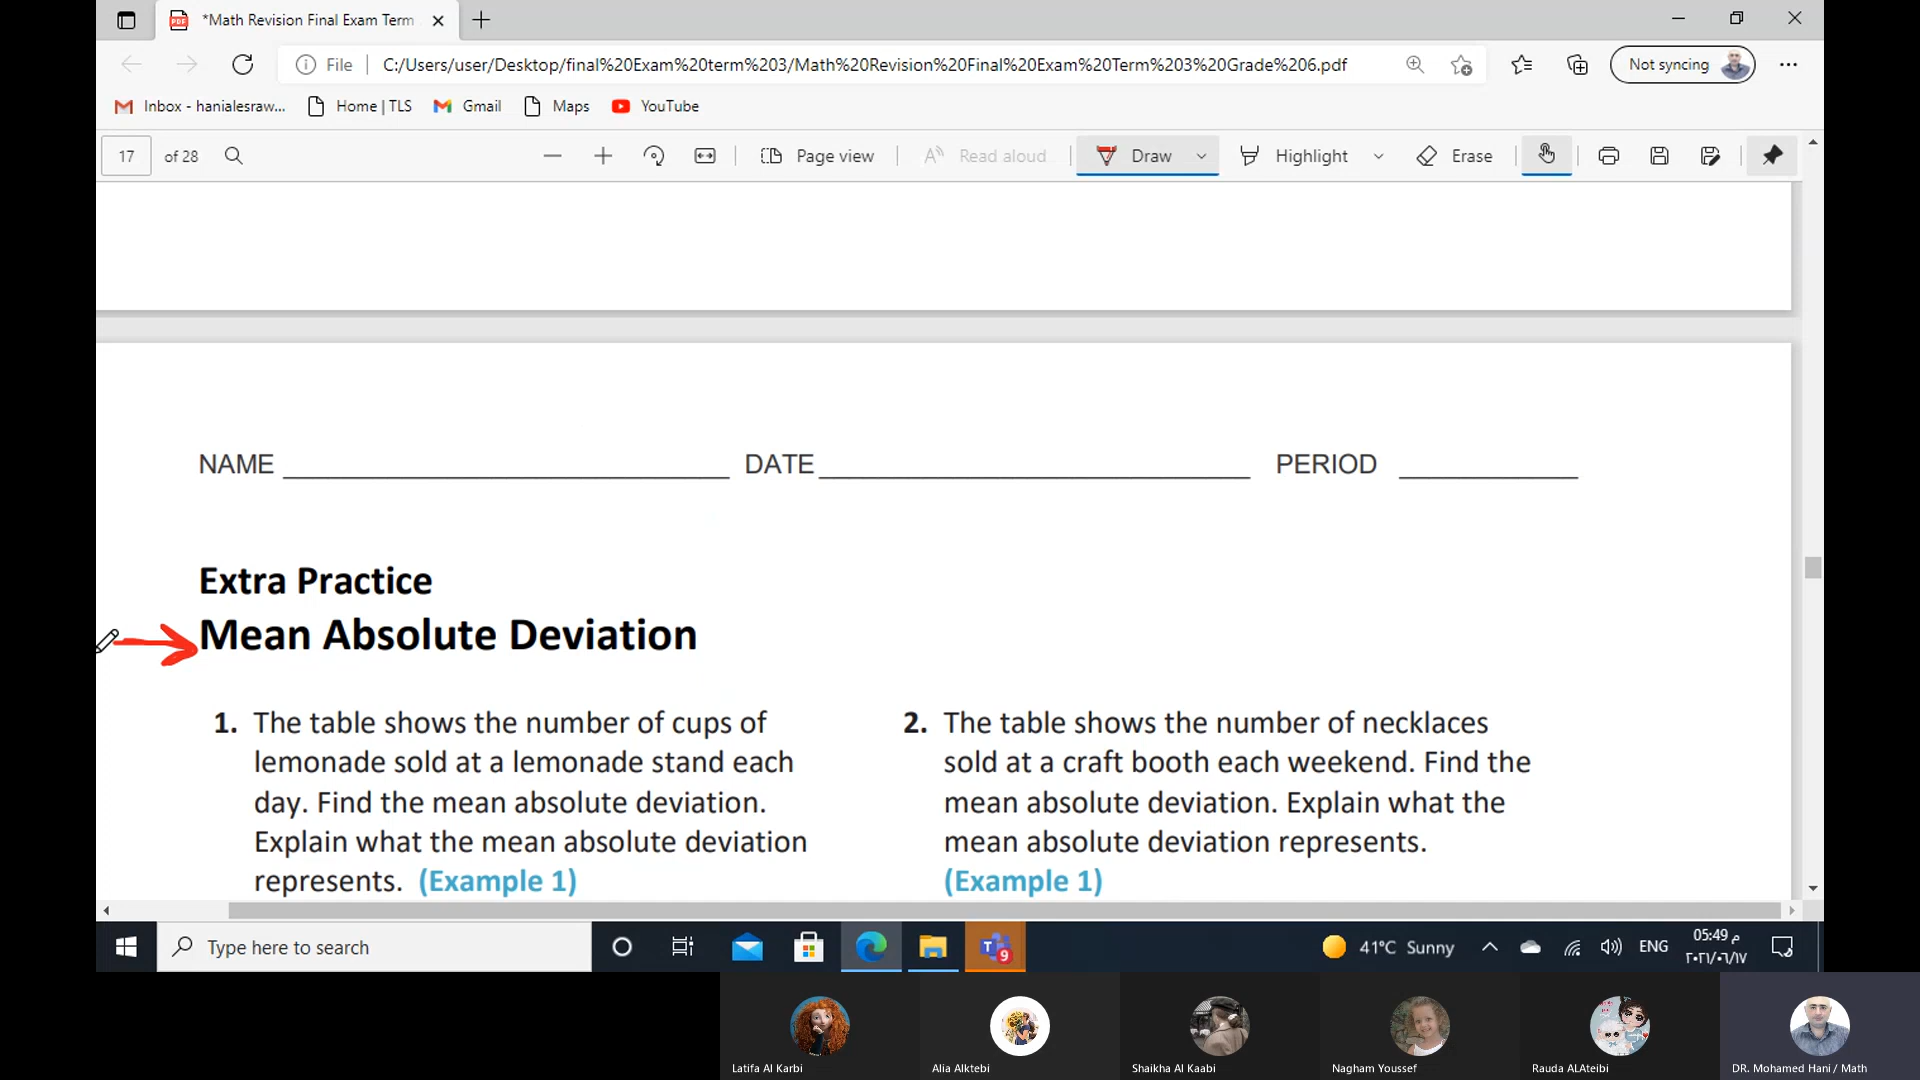 *Math Revision Final Exam Term
File C:/Users/user/Desktop/final%20Exam%20term%203/Math%20Revision%20Final%20Exam%20Term%203%20Grade%206.pdf Not syncing
Inbox - hanialesraw... Home | TLS Gmail Maps YouTube
17 of 28 Page view Read aloud Draw Highlight Erase
NAME DATE PERIOD
Extra Practice
Mean Absolute Deviation
1. The table shows the number of cups of
lemonade sold at a lemonade stand each
day. Find the mean absolute deviation.
Explain what the mean absolute deviation
represents. (Example 1)
2. The table shows the number of necklaces
sold at a craft booth each weekend. Find the
mean absolute deviation. Explain what the
mean absolute deviation represents.
(Example 1)
Type here to search
9
41°C Sunny ENG
05:49 م
٢٠٢١/٠٦/١٧
Latifa Al Karbi Alia Alktebi Shaikha Al Kaabi Nagham Youssef Rauda ALAteibi DR. Mohamed Hani / Math